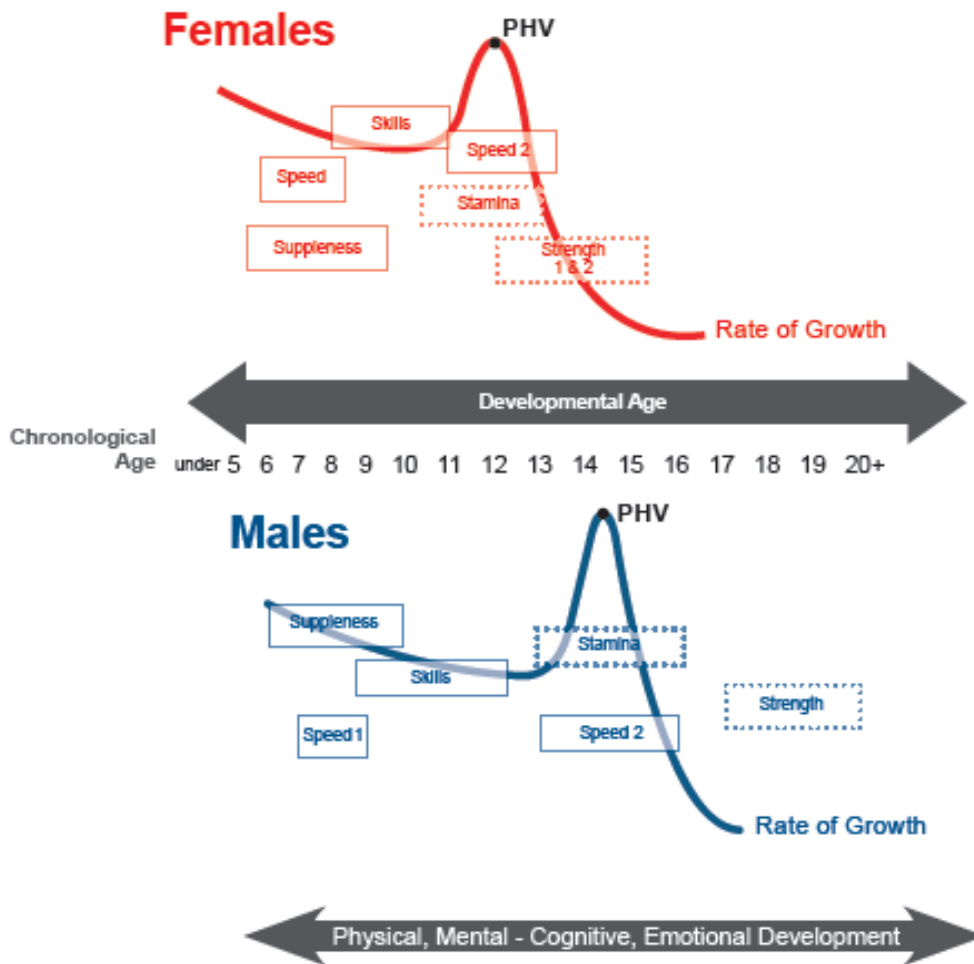 Females
PHV
Skills
Speed 2
Speed
Stamina
Suppleness
Strength
1 & 2
Rate of Growth
Developmental Age
Chronological
Age
under 5 6 7 8 9 10 11 12 13 14 15 16 17 18 19 20+
PHV
Males
Suppleness
Stamina
Skills
Strength
Speed 1
Speed 2
Rate of Growth
Physical, Mental - Cognitive, Emotional Development